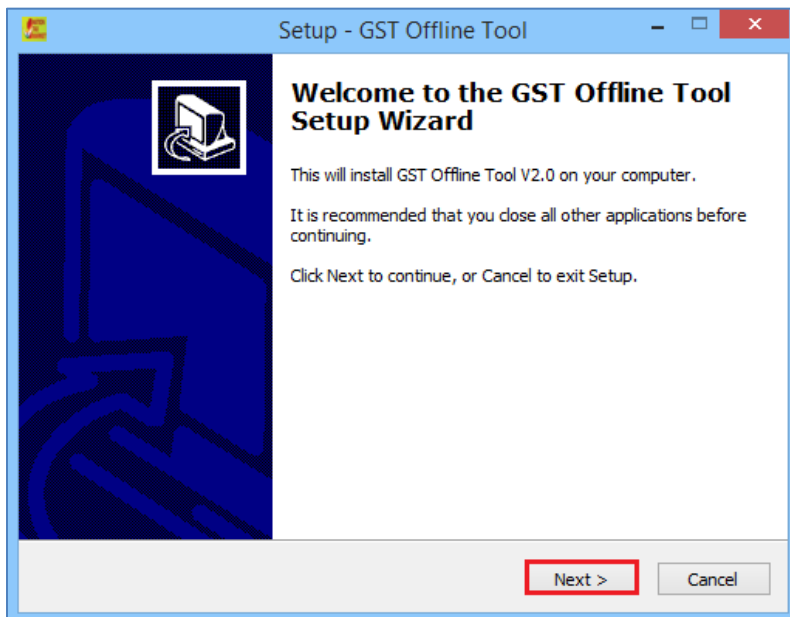 Setup - GST Offline Tool
Welcome to the GST Offline Tool
Setup Wizard
This will install GST Offline Tool V2.0 on your computer.
It is recommended that you close all other applications before
continuing.
Click Next to continue, or Cancel to exit Setup.
Next >
Cancel